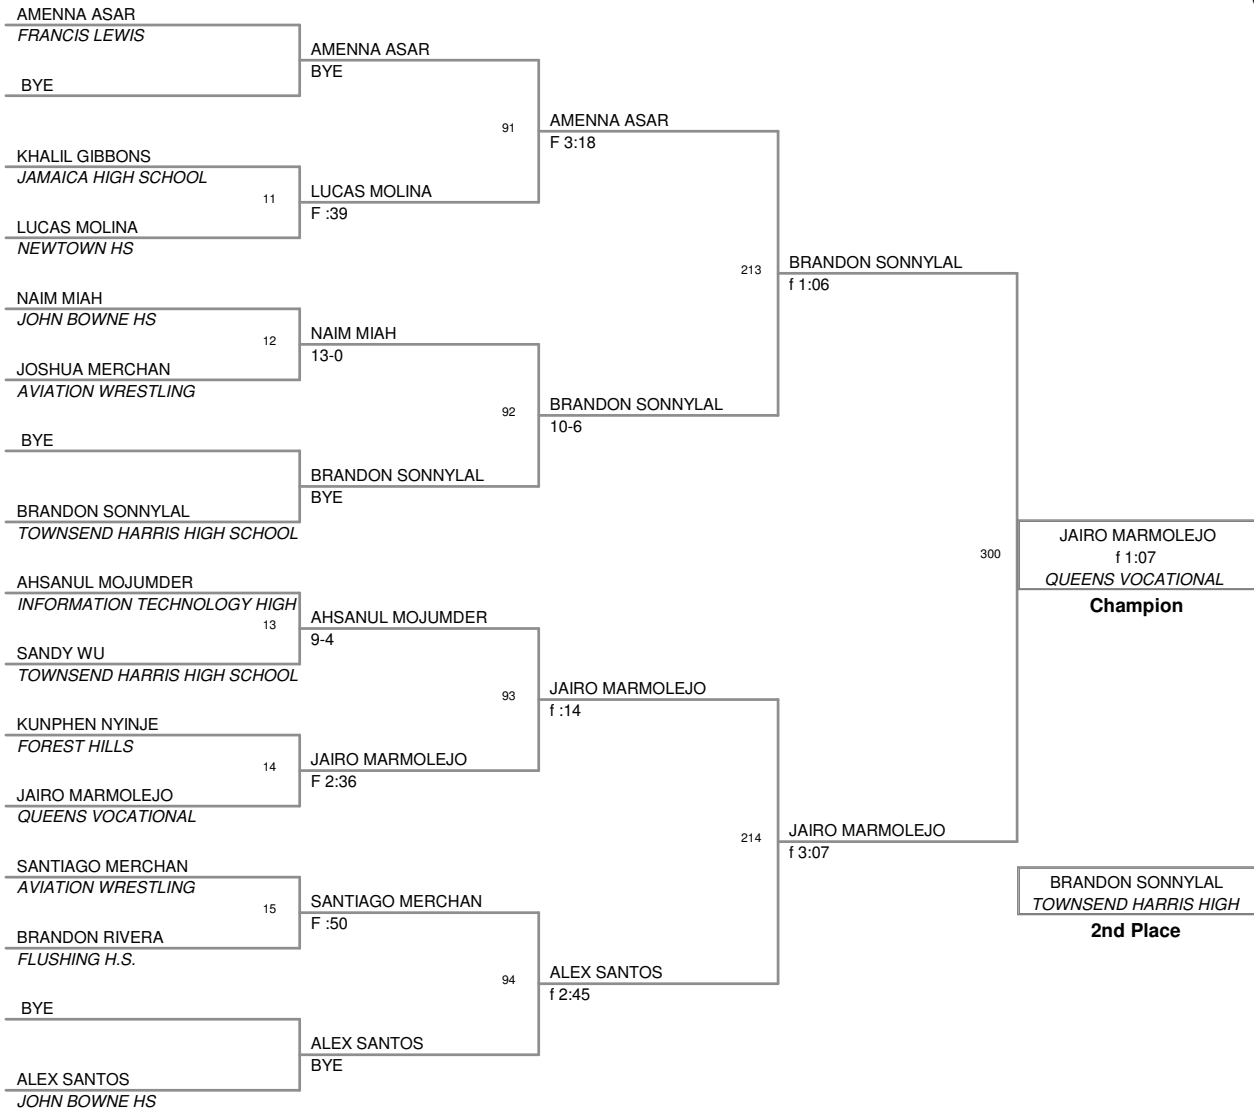 AMENNA ASAR
FRANCIS LEWIS
BYE
KHALIL GIBBONS
JAMAICA HIGH SCHOOL
11
LUCAS MOLINA
NEWTOWN HS
NAIM MIAH
JOHN BOWNE HS
12
JOSHUA MERCHAN
AVIATION WRESTLING
BYE
BRANDON SONNYLAL
TOWNSEND HARRIS HIGH SCHOOL
AHSANUL MOJUMDER
INFORMATION TECHNOLOGY HIGH
13
SANDY WU
TOWNSEND HARRIS HIGH SCHOOL
KUNPHEN NYINJE
FOREST HILLS
14
JAIRO MARMOLEJO
QUEENS VOCATIONAL
SANTIAGO MERCHAN
AVIATION WRESTLING
15
BRANDON RIVERA
FLUSHING H.S.
BYE
ALEX SANTOS
JOHN BOWNE HS
AMENNA ASAR
BYE
91
LUCAS MOLINA
F :39
NAIM MIAH
13-0
92
BRANDON SONNYLAL
BYE
AHSANUL MOJUMDER
9-4
93
JAIRO MARMOLEJO
F 2:36
SANTIAGO MERCHAN
F :50
94
ALEX SANTOS
BYE
AMENNA ASAR
F 3:18
213
BRANDON SONNYLAL
10-6
JAIRO MARMOLEJO
f :14
214
ALEX SANTOS
f 2:45
BRANDON SONNYLAL
f 1:06
300
JAIRO MARMOLEJO
f 3:07
JAIRO MARMOLEJO
f 1:07
QUEENS VOCATIONAL
Champion
BRANDON SONNYLAL
TOWNSEND HARRIS HIGH
2nd Place